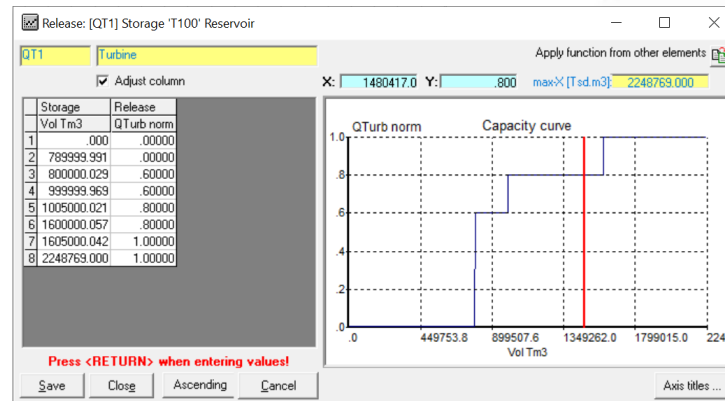 Release: [QT1] Storage 'T100' Reservoir
QT1 Turbine
Apply function from other elements
Adjust column
X: 1480417.0 Y: .800 max-X [Tsd.m3]: 2248769.000
Storage Release
Vol Tm3 QTurb norm
1 .000 .00000
2 789999.991 .00000
3 800000.029 .60000
4 999999.969 .60000
5 1005000.021 .80000
6 1600000.057 .80000
7 1605000.042 1.00000
8 2248769.000 1.00000
QTurb norm Capacity curve
1.0
.8
.6
.4
.2
.0
.0 449753.8 899507.6 1349262.0 1799015.0 224
Vol Tm3
Press <RETURN> when entering values!
Save Close Ascending Cancel Axis titles ...